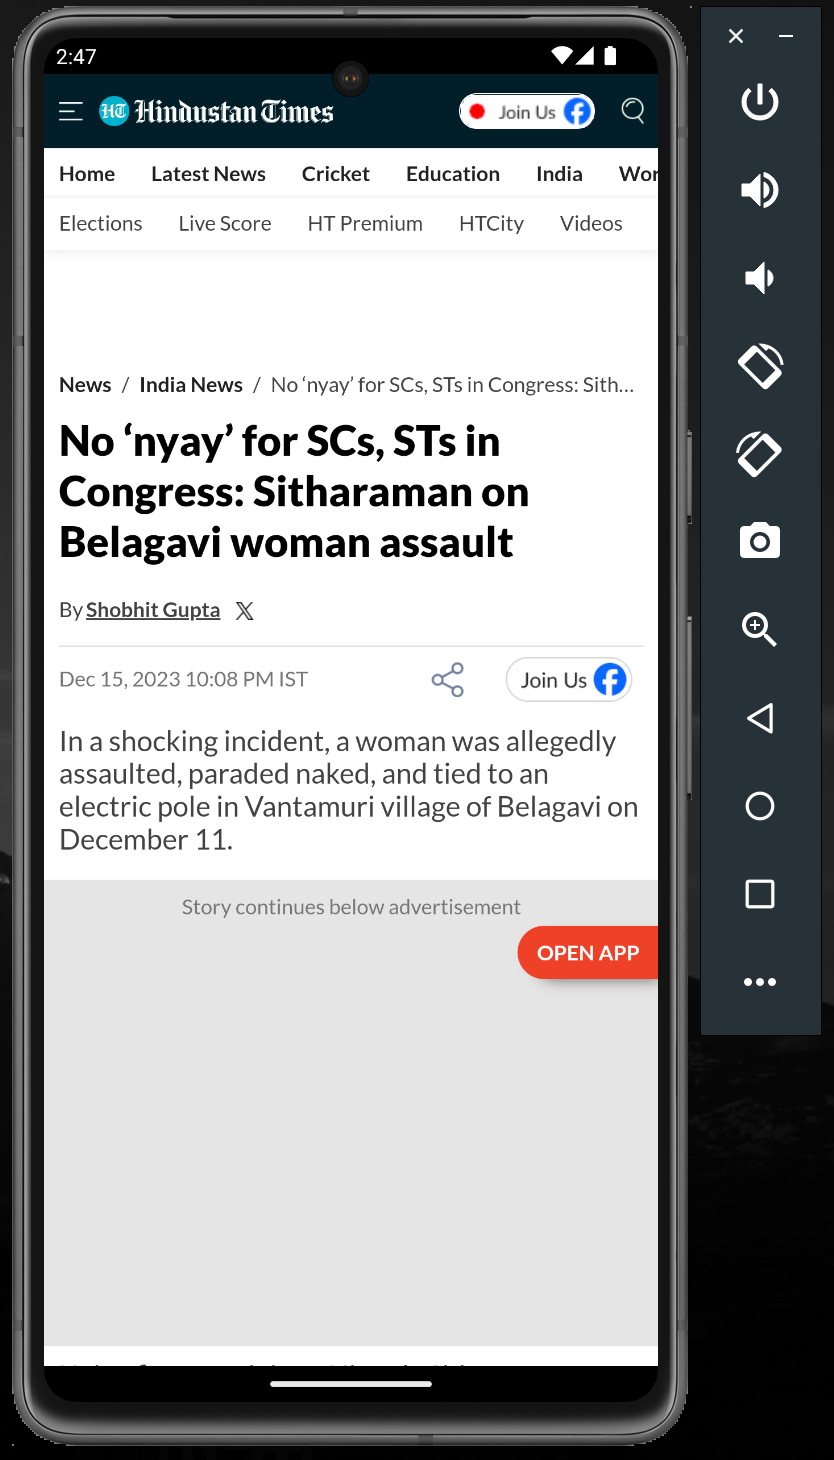 2:47
HT Hindustan Times
Join Us
Home Latest News Cricket Education India Wor
Elections Live Score HT Premium HTCity Videos
News / India News / No ‘nyay’ for SCs, STs in Congress: Sith...
No ‘nyay’ for SCs, STs in
Congress: Sitharaman on
Belagavi woman assault
By Shobhit Gupta
Dec 15, 2023 10:08 PM IST
Join Us
In a shocking incident, a woman was allegedly
assaulted, paraded naked, and tied to an
electric pole in Vantamuri village of Belagavi on
December 11.
Story continues below advertisement
OPEN APP